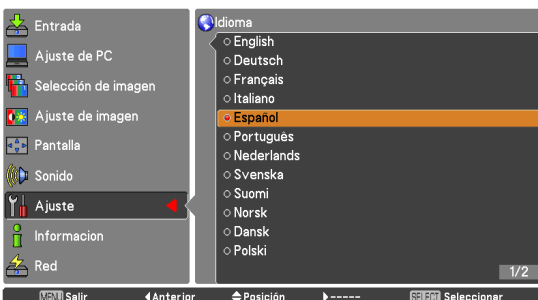 Entrada
Ajuste de PC
Selección de imagen
Ajuste de imagen
Pantalla
Sonido
Ajuste
Informacion
Red
Idioma
English
Deutsch
Français
Italiano
Español
Português
Nederlands
Svenska
Suomi
Norsk
Dansk
Polski
1/2
MENU Salir Anterior Posición ----- SELECT Seleccionar